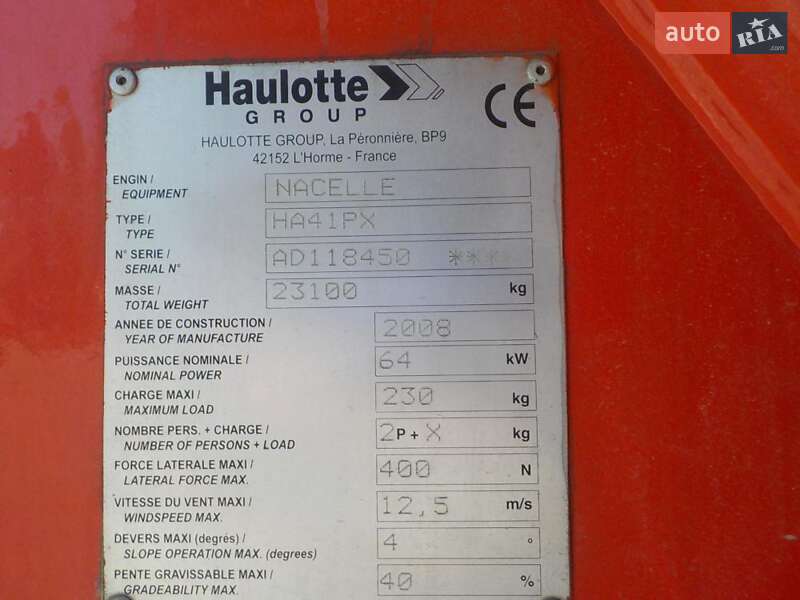 auto RIA.com
Haulotte
GROUP
CE
HAULOTTE GROUP, La Péronnière, BP9
42152 L'Horme - France
ENGIN / NACELLE
EQUIPMENT
TYPE / HA41PX
TYPE
N° SERIE / AD118450 ****
SERIAL N°
MASSE / 23100 kg
TOTAL WEIGHT
ANNEE DE CONSTRUCTION / 2008
YEAR OF MANUFACTURE
PUISSANCE NOMINALE / 64 kW
NOMINAL POWER
CHARGE MAXI / 230 kg
MAXIMUM LOAD
NOMBRE PERS. + CHARGE / 2P + X kg
NUMBER OF PERSONS + LOAD
FORCE LATERALE MAXI / 400 N
LATERAL FORCE MAX.
VITESSE DU VENT MAXI / 12,5 m/s
WINDSPEED MAX.
DEVERS MAXI (degrés) / 4 °
SLOPE OPERATION MAX. (degrees)
PENTE GRAVISSABLE MAXI / 40 %
GRADEABILITY MAX.